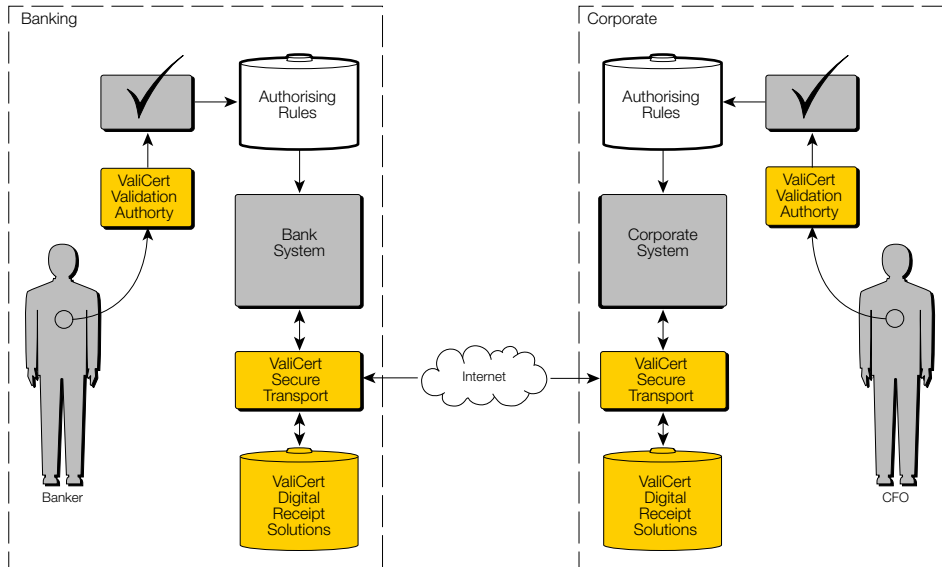 Banking
Authorising
Rules
ValiCert
Validation
Authorty
Bank
System
ValiCert
Secure
Transport
ValiCert
Digital
Receipt
Solutions
Banker
Internet
Corporate
Authorising
Rules
ValiCert
Validation
Authorty
Corporate
System
ValiCert
Secure
Transport
ValiCert
Digital
Receipt
Solutions
CFO